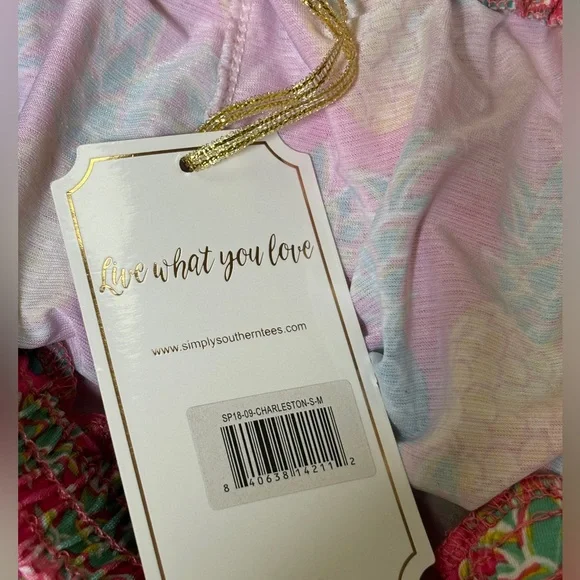 Live what you love
www.simplysoutherntees.com
SP18-09-CHARLESTON-S-M
8 40638 14211 2